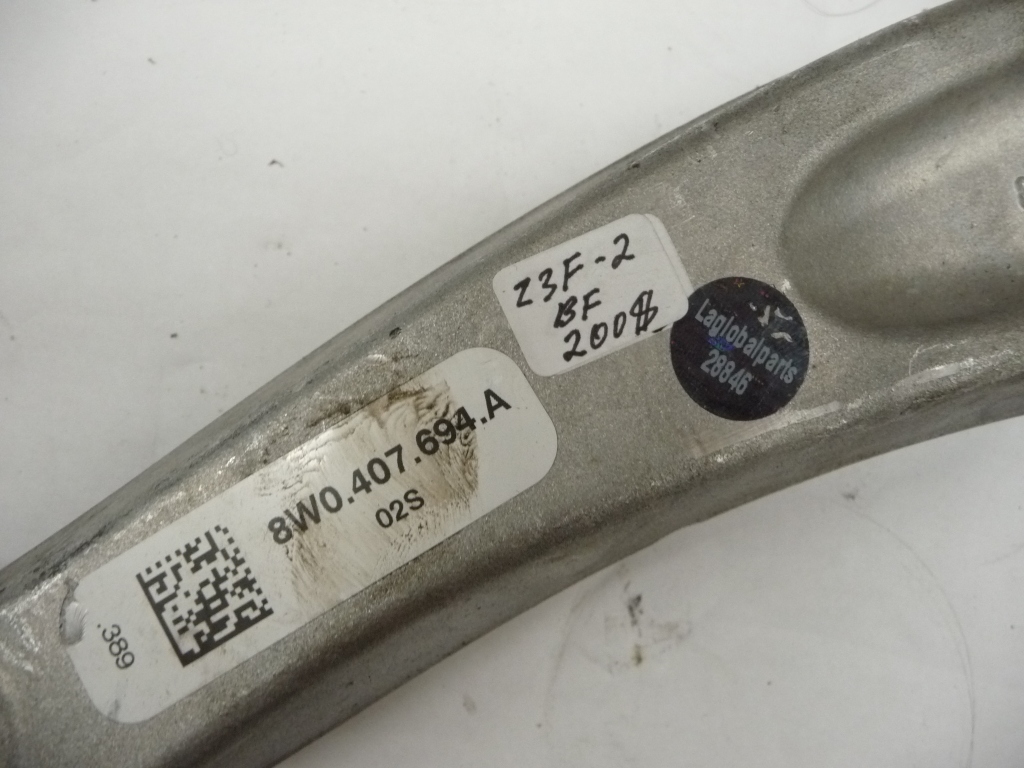 Z3F-2
BF
200$
Laglobalparts
28846
8W0.407.694.A
02S
.389